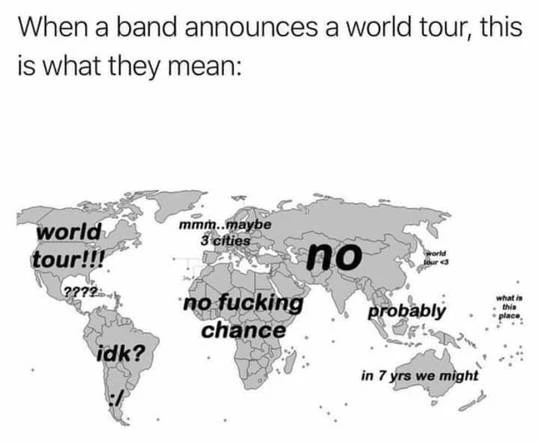 When a band announces a world tour, this
is what they mean:
world
tour!!!
mmm..maybe
3 cities
no
world
tour <3
????
no fucking
chance
probably
what is
this
place
idk?
in 7 yrs we might
:/